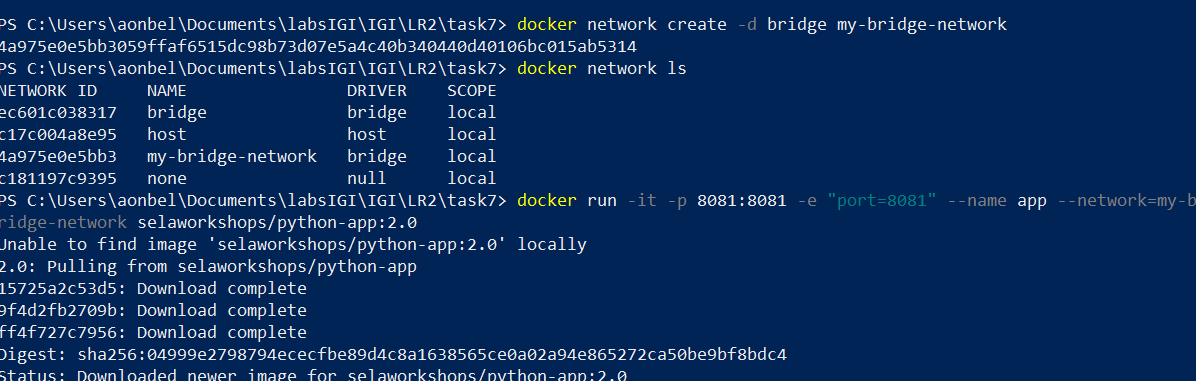 PS C:\Users\aonbel\Documents\labsIGI\IGI\LR2\task7> docker network create -d bridge my-bridge-network
4a975e0e5bb3059ffaf6515dc98b73d07e5a4c40b340440d40106bc015ab5314
PS C:\Users\aonbel\Documents\labsIGI\IGI\LR2\task7> docker network ls
NETWORK ID     NAME                DRIVER    SCOPE
ec601c038317   bridge              bridge    local
c17c004a8e95   host                host      local
4a975e0e5bb3   my-bridge-network   bridge    local
c181197c9395   none                null      local
PS C:\Users\aonbel\Documents\labsIGI\IGI\LR2\task7> docker run -it -p 8081:8081 -e "port=8081" --name app --network=my-b
ridge-network selaworkshops/python-app:2.0
Unable to find image 'selaworkshops/python-app:2.0' locally
2.0: Pulling from selaworkshops/python-app
15725a2c53d5: Download complete
9f4d2fb2709b: Download complete
ff4f727c7956: Download complete
Digest: sha256:04999e2798794ececfbe89d4c8a1638565ce0a02a94e865272ca50be9bf8bdc4
Status: Downloaded newer image for selaworkshops/python-app:2.0